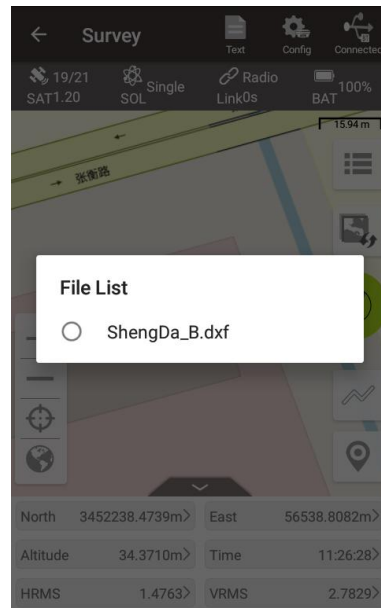 Survey
Text
Config
Connected
19/21
SAT1.20
Single
SOL
Radio
Link0s
100%
BAT
15.94 m
张衡路
File List
ShengDa_B.dxf
North 3452238.4739m
East 56538.8082m
Altitude 34.3710m
Time 11:26:28
HRMS 1.4763
VRMS 2.7829